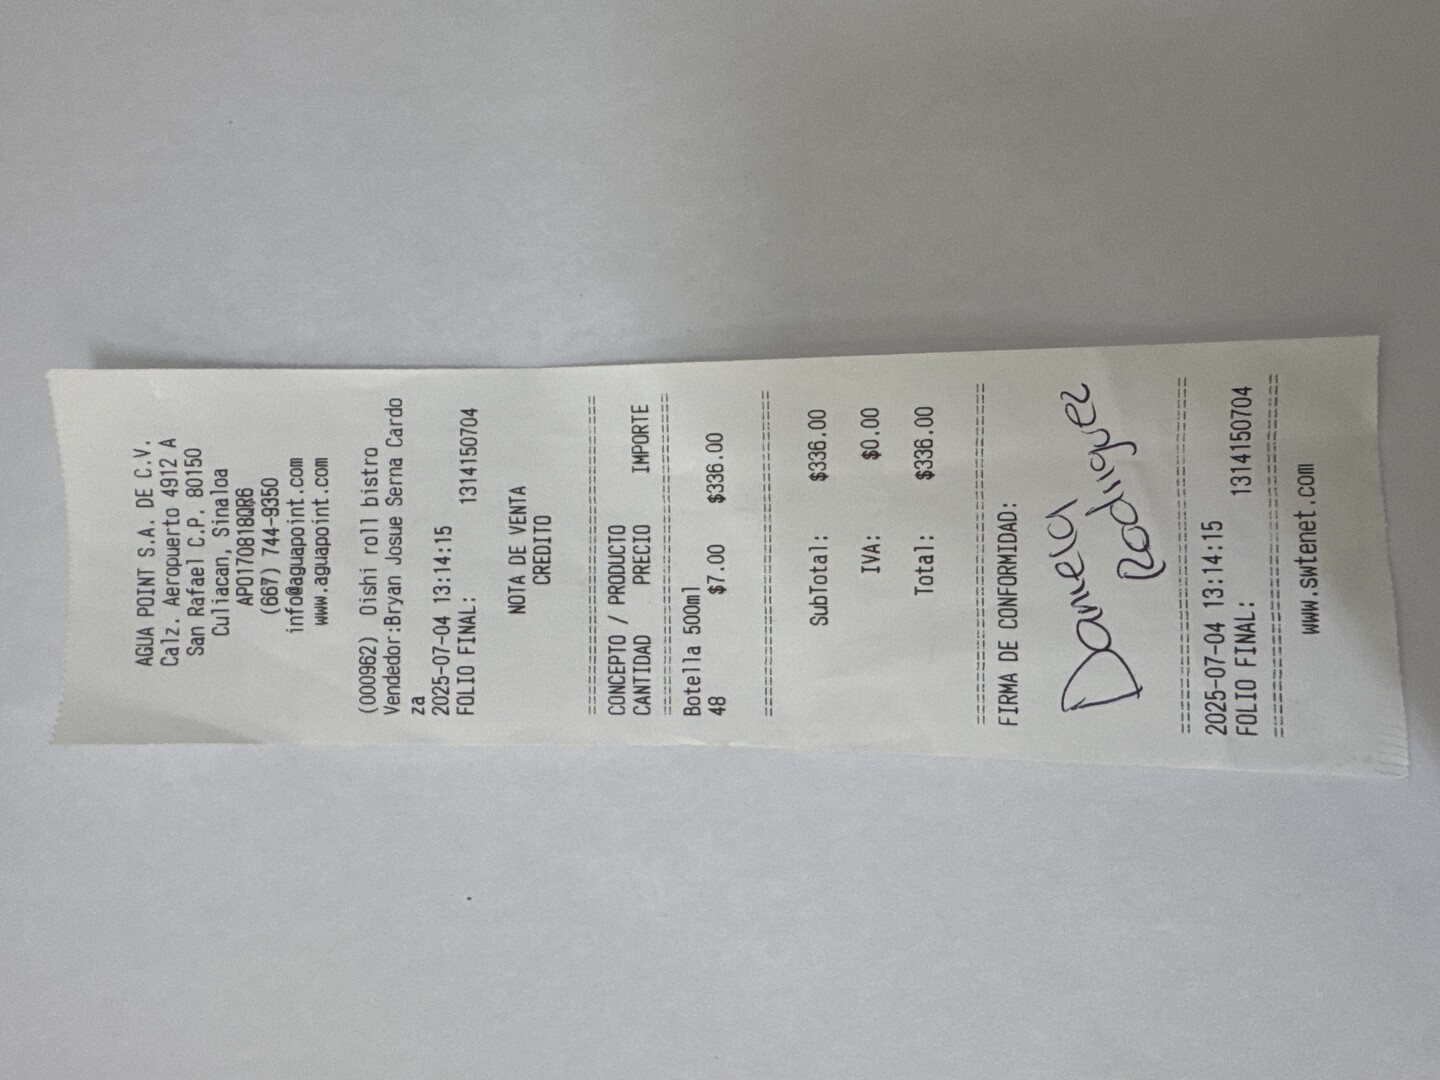 AGUA POINT S.A. DE C.V.
Calz. Aeropuerto 4912 A
San Rafael C.P. 80150
Culiacan, Sinaloa
APO170818QR6
(667) 744-9350
info@aguapoint.com
www.aguapoint.com
(000962) Oishi roll bistro
Vendedor:Bryan Josue Serna Cardo
za
2025-07-04 13:14:15
FOLIO FINAL: 1314150704
NOTA DE VENTA
CREDITO
================================
CONCEPTO / PRODUCTO
CANTIDAD PRECIO IMPORTE
================================
Botella 500ml
48 $7.00 $336.00
================================
SubTotal: $336.00
IVA: $0.00
Total: $336.00
================================
FIRMA DE CONFORMIDAD:
Daniela
Rodriguez
================================
2025-07-04 13:14:15
FOLIO FINAL: 1314150704
================================
www.swtenet.com